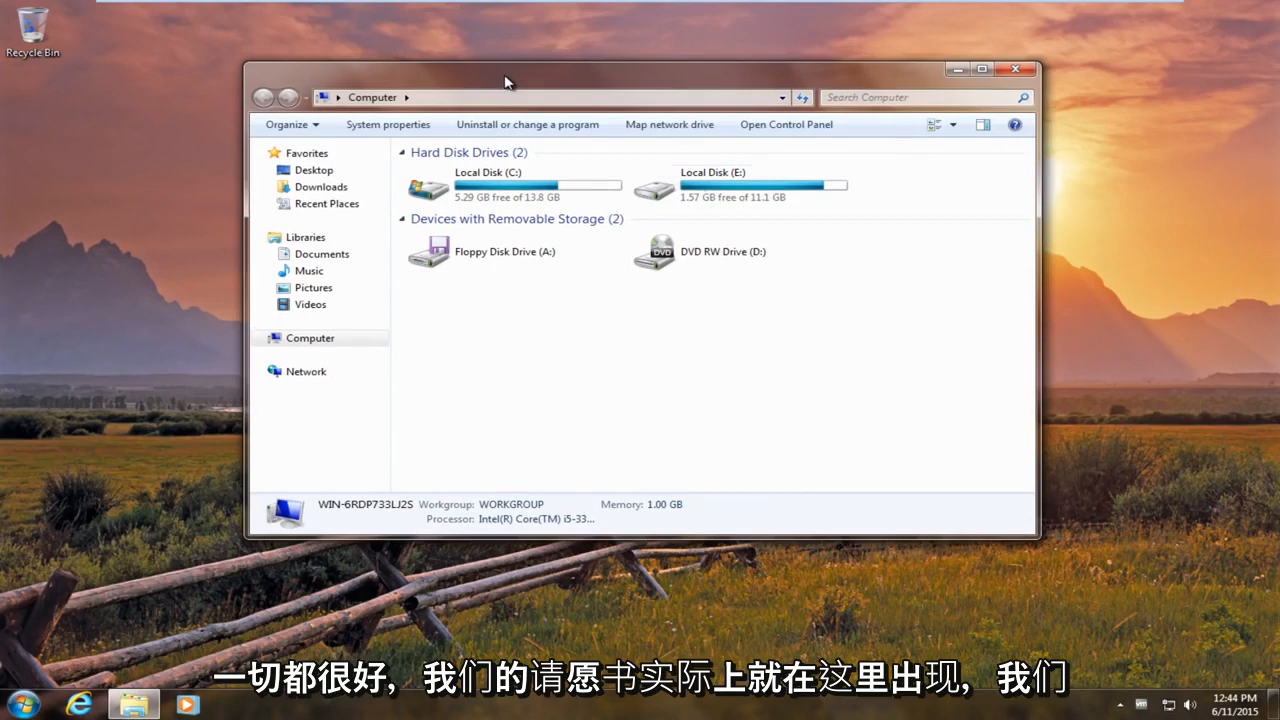 Recycle Bin
Computer
Search Computer
Organize
System properties
Uninstall or change a program
Map network drive
Open Control Panel
Favorites
Desktop
Downloads
Recent Places
Libraries
Documents
Music
Pictures
Videos
Computer
Network
Hard Disk Drives (2)
Local Disk (C:)
5.29 GB free of 13.8 GB
Local Disk (E:)
1.57 GB free of 11.1 GB
Devices with Removable Storage (2)
Floppy Disk Drive (A:)
DVD
DVD RW Drive (D:)
WIN-6RDP733LJ2S Workgroup: WORKGROUP Memory: 1.00 GB
Processor: Intel(R) Core(TM) i5-33...
一切都很好，我们的请愿书实际上就在这里出现，我们
12:44 PM
6/11/2015